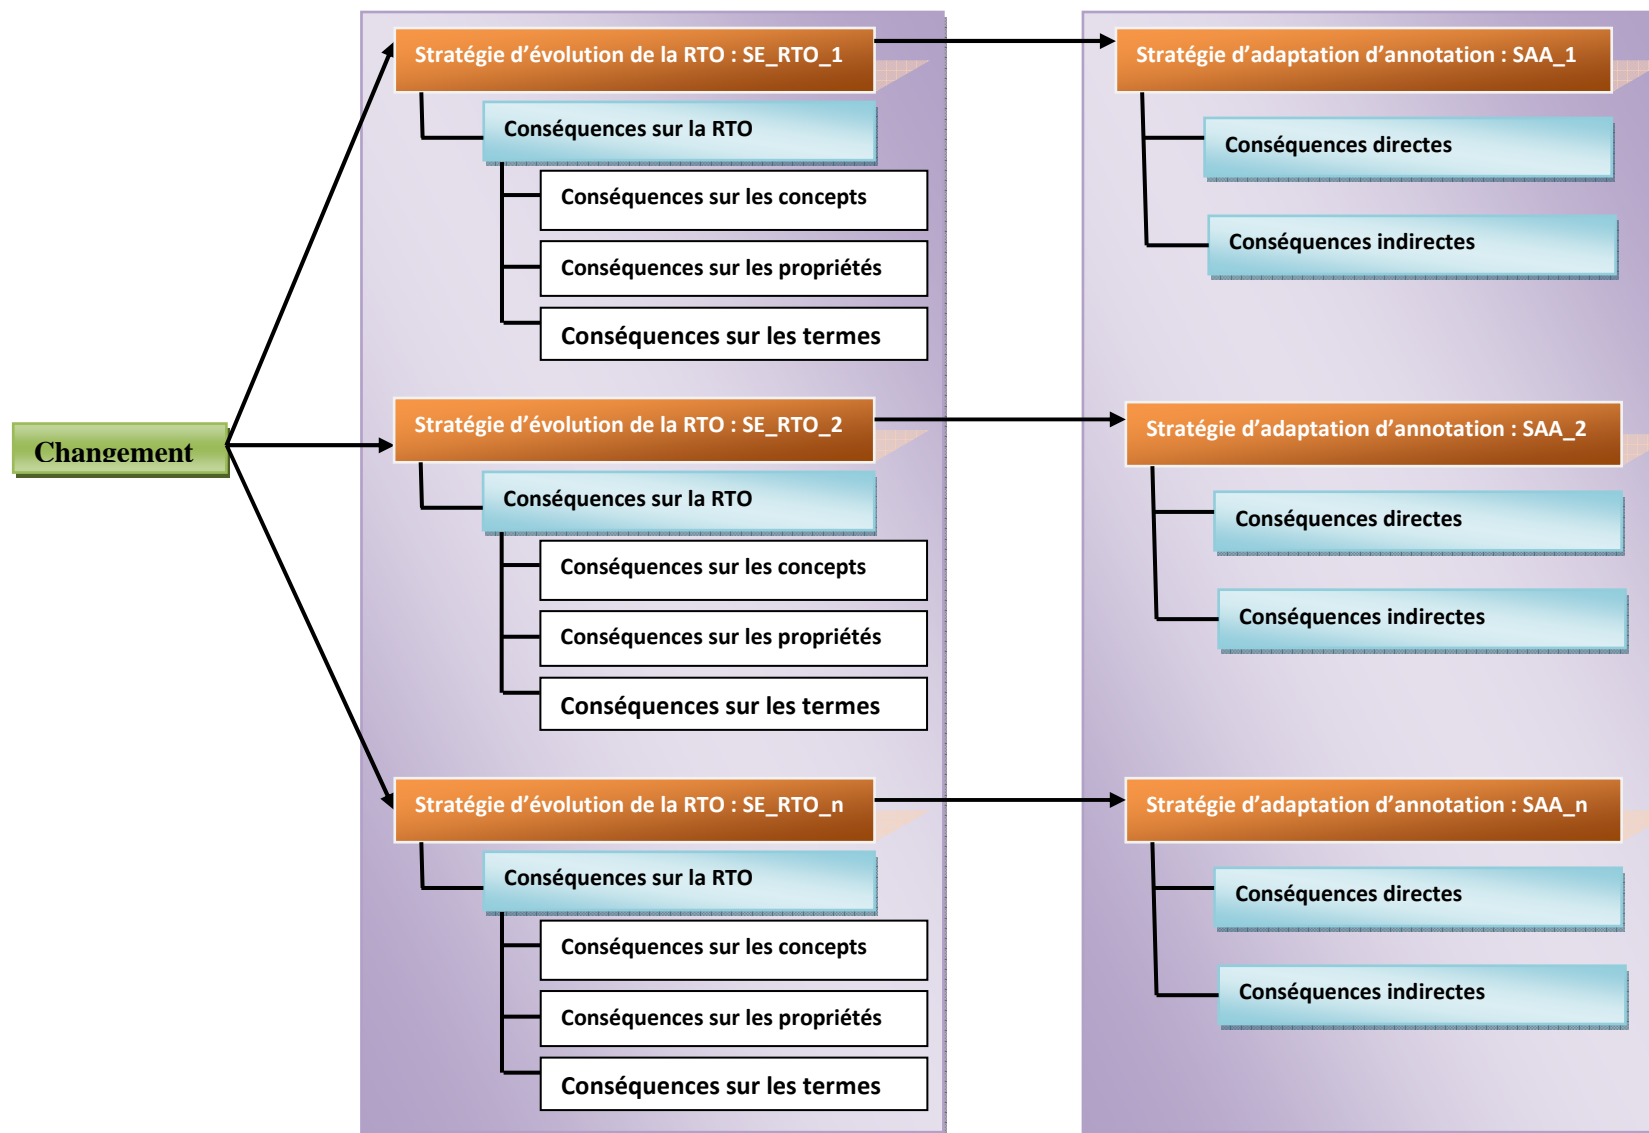 Stratégie d’évolution de la RTO : SE_RTO_1
Conséquences sur la RTO
Conséquences sur les concepts
Conséquences sur les propriétés
Conséquences sur les termes
Stratégie d’adaptation d’annotation : SAA_1
Conséquences directes
Conséquences indirectes
Changement
Stratégie d’évolution de la RTO : SE_RTO_2
Conséquences sur la RTO
Conséquences sur les concepts
Conséquences sur les propriétés
Conséquences sur les termes
Stratégie d’adaptation d’annotation : SAA_2
Conséquences directes
Conséquences indirectes
Stratégie d’évolution de la RTO : SE_RTO_n
Conséquences sur la RTO
Conséquences sur les concepts
Conséquences sur les propriétés
Conséquences sur les termes
Stratégie d’adaptation d’annotation : SAA_n
Conséquences directes
Conséquences indirectes